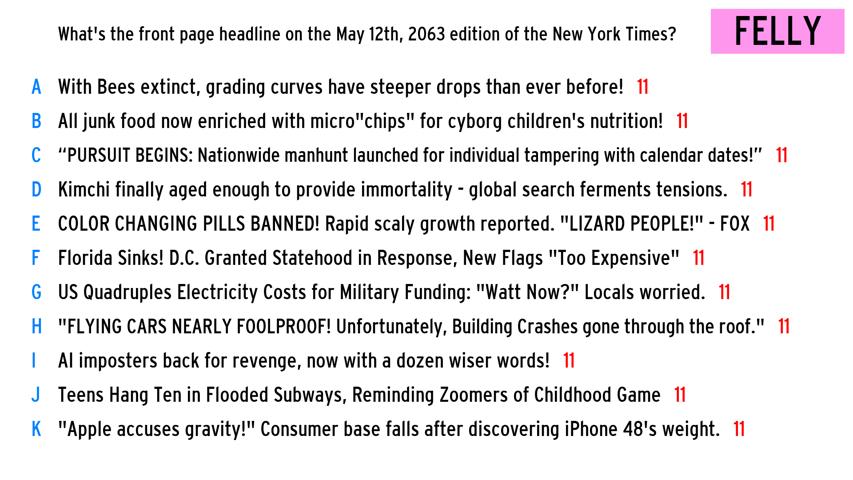 What's the front page headline on the May 12th, 2063 edition of the New York Times?
FELLY
A With Bees extinct, grading curves have steeper drops than ever before! 11
B All junk food now enriched with micro"chips" for cyborg children's nutrition! 11
C “PURSUIT BEGINS: Nationwide manhunt launched for individual tampering with calendar dates!” 11
D Kimchi finally aged enough to provide immortality - global search ferments tensions. 11
E COLOR CHANGING PILLS BANNED! Rapid scaly growth reported. "LIZARD PEOPLE!" - FOX 11
F Florida Sinks! D.C. Granted Statehood in Response, New Flags "Too Expensive" 11
G US Quadruples Electricity Costs for Military Funding: "Watt Now?" Locals worried. 11
H "FLYING CARS NEARLY FOOLPROOF! Unfortunately, Building Crashes gone through the roof." 11
I AI imposters back for revenge, now with a dozen wiser words! 11
J Teens Hang Ten in Flooded Subways, Reminding Zoomers of Childhood Game 11
K "Apple accuses gravity!" Consumer base falls after discovering iPhone 48's weight. 11